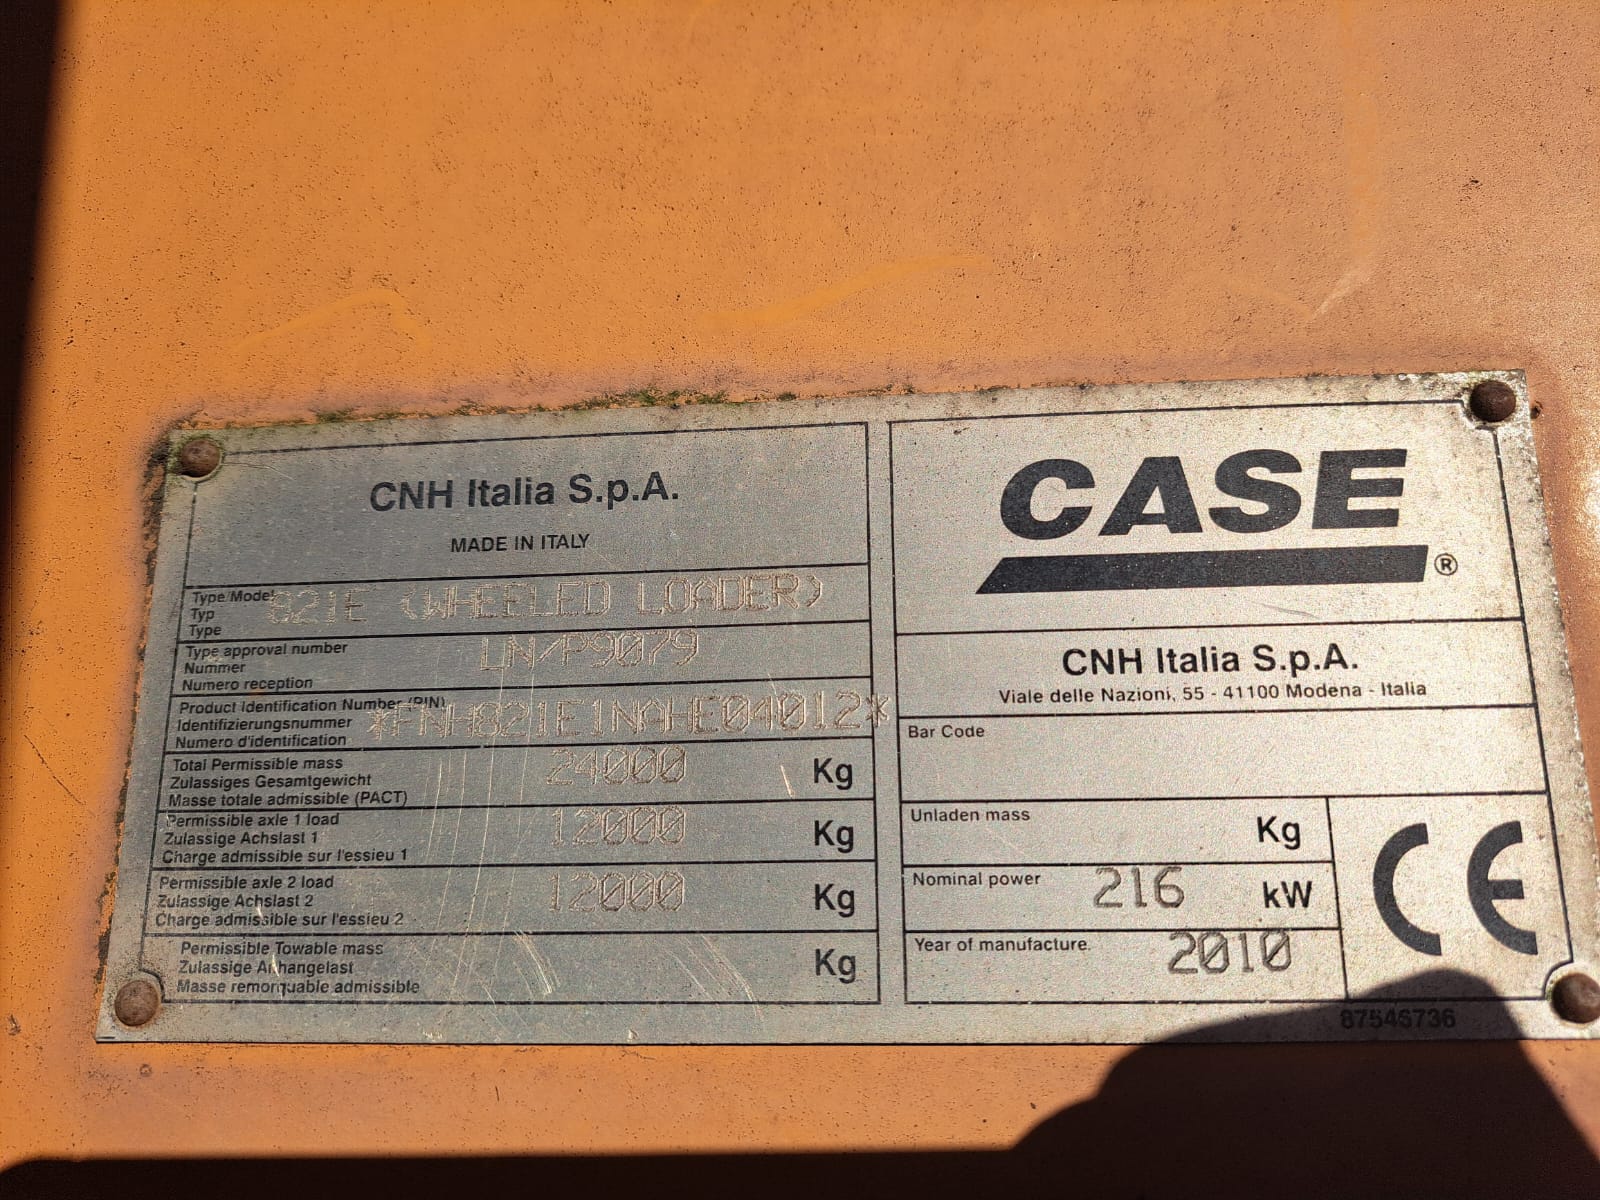 CNH Italia S.p.A.
MADE IN ITALY
Type/Model
Typ
Type
821E (WHEELED LOADER)
Type approval number
Nummer
Numero reception
LN/P9079
Product Identification Number (PIN)
Identifizierungsnummer
Numero d'identification
*FNH821E1NAHE04012*
Total Permissible mass
Zulassiges Gesamtgewicht
Masse totale admissible (PACT)
24000 Kg
Permissible axle 1 load
Zulassige Achslast 1
Charge admissible sur l'essieu 1
12000 Kg
Permissible axle 2 load
Zulassige Achslast 2
Charge admissible sur l'essieu 2
12000 Kg
Permissible Towable mass
Zulassige Anhangelast
Masse remorquable admissible
Kg
CASE ®
CNH Italia S.p.A.
Viale delle Nazioni, 55 - 41100 Modena - Italia
Bar Code
Unladen mass Kg
Nominal power 216 kW
Year of manufacture. 2010
CE
87546736